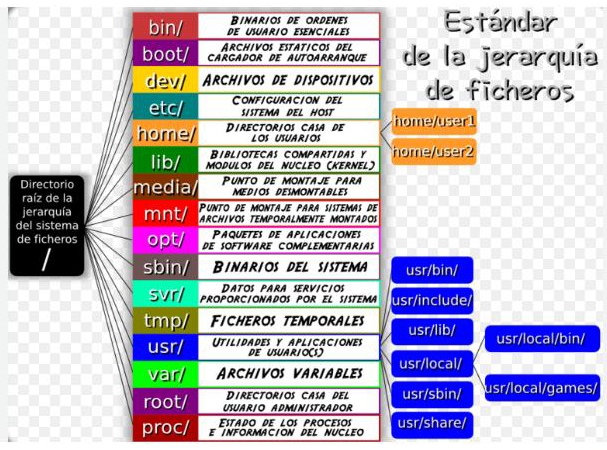 Estándar
de la jerarquía
de ficheros
Directorio
raíz de la
jerarquía
del sistema
de ficheros
/
bin/
BINARIOS DE ORDENES
DE USUARIO ESENCIALES
boot/
ARCHIVOS ESTATICOS DEL
CARGADOR DE AUTOARRANQUE
dev/
ARCHIVOS DE DISPOSITIVOS
etc/
CONFIGURACION DEL
SISTEMA DEL HOST
home/
DIRECTORIOS CASA DE
LOS USUARIOS
home/user1
home/user2
lib/
BIBLIOTECAS COMPARTIDAS Y
MODULOS DEL NUCLEO (KERNEL)
media/
PUNTO DE MONTAJE PARA
MEDIOS DESMONTABLES
mnt/
PUNTO DE MONTAJE PARA SISTEMAS DE
ARCHIVOS TEMPORALMENTE MONTADOS
opt/
PAQUETES DE APLICACIONES
DE SOFTWARE COMPLEMENTARIAS
sbin/
BINARIOS DEL SISTEMA
svr/
DATOS PARA SERVICIOS
PROPORCIONADOS POR EL SISTEMA
tmp/
FICHEROS TEMPORALES
usr/
UTILIDADES Y APLICACIONES
DE USUARIO(S)
usr/bin/
usr/include/
usr/lib/
usr/local/
usr/local/bin/
usr/local/games/
usr/sbin/
usr/share/
var/
ARCHIVOS VARIABLES
root/
DIRECTORIOS CASA DEL
USUARIO ADMINISTRADOR
proc/
ESTADO DE LOS PROCESOS
E INFORMACION DEL NUCLEO